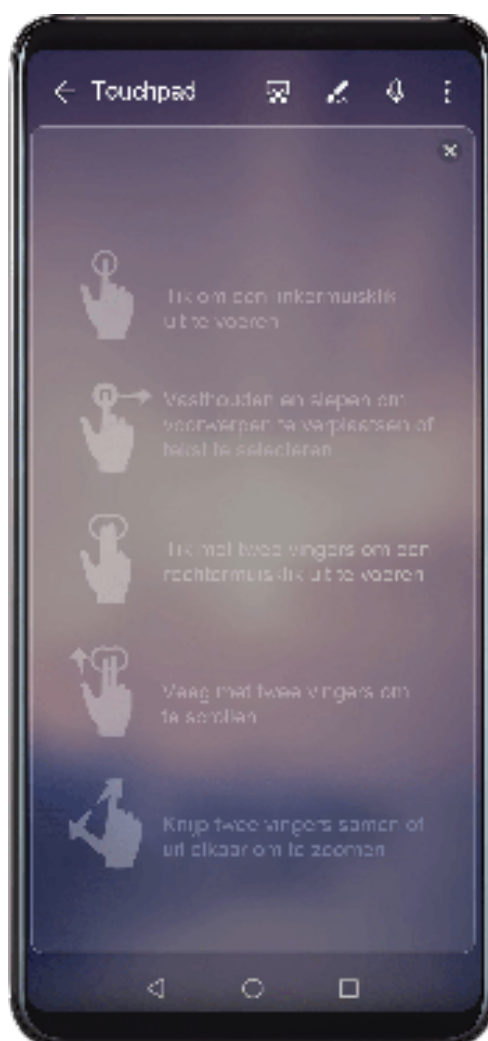 Touchpad
Tik om een linkermuisklik
uit te voeren
Vasthouden en slepen om
voorwerpen te verplaatsen of
tekst te selecteren
Tik met twee vingers om een
rechtermuisklik uit te voeren
Veeg met twee vingers om
te scrollen
Knijp twee vingers samen of
uit elkaar om te zoomen